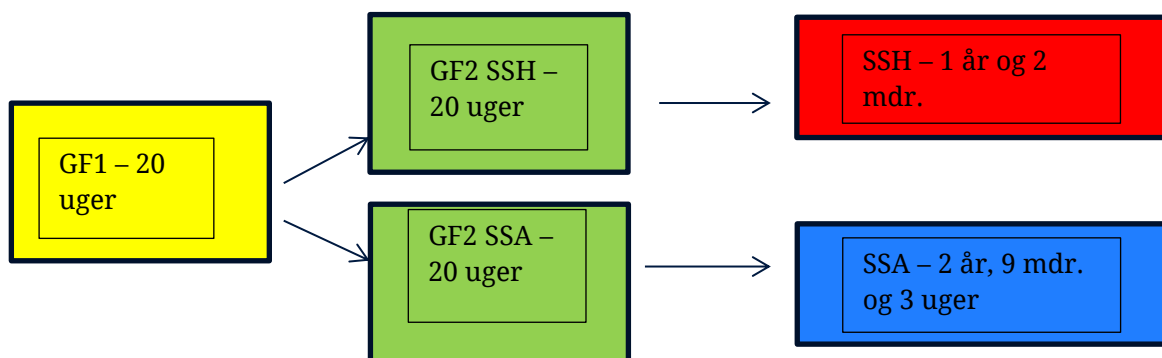 GF1 – 20
uger
GF2 SSH –
20 uger
SSH – 1 år og 2
mdr.
GF2 SSA –
20 uger
SSA – 2 år, 9 mdr.
og 3 uger